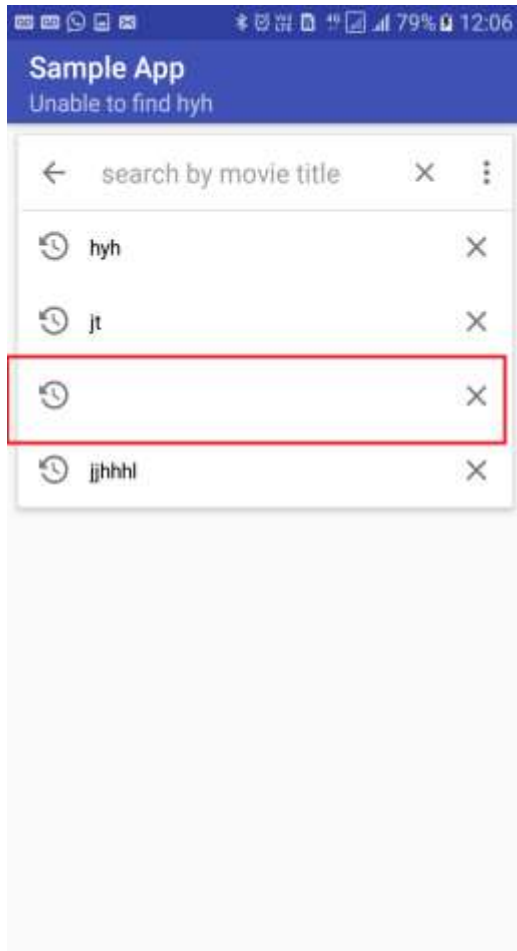 79% 12:06
Sample App
Unable to find hyh
search by movie title
hyh
jt
jjhhhl